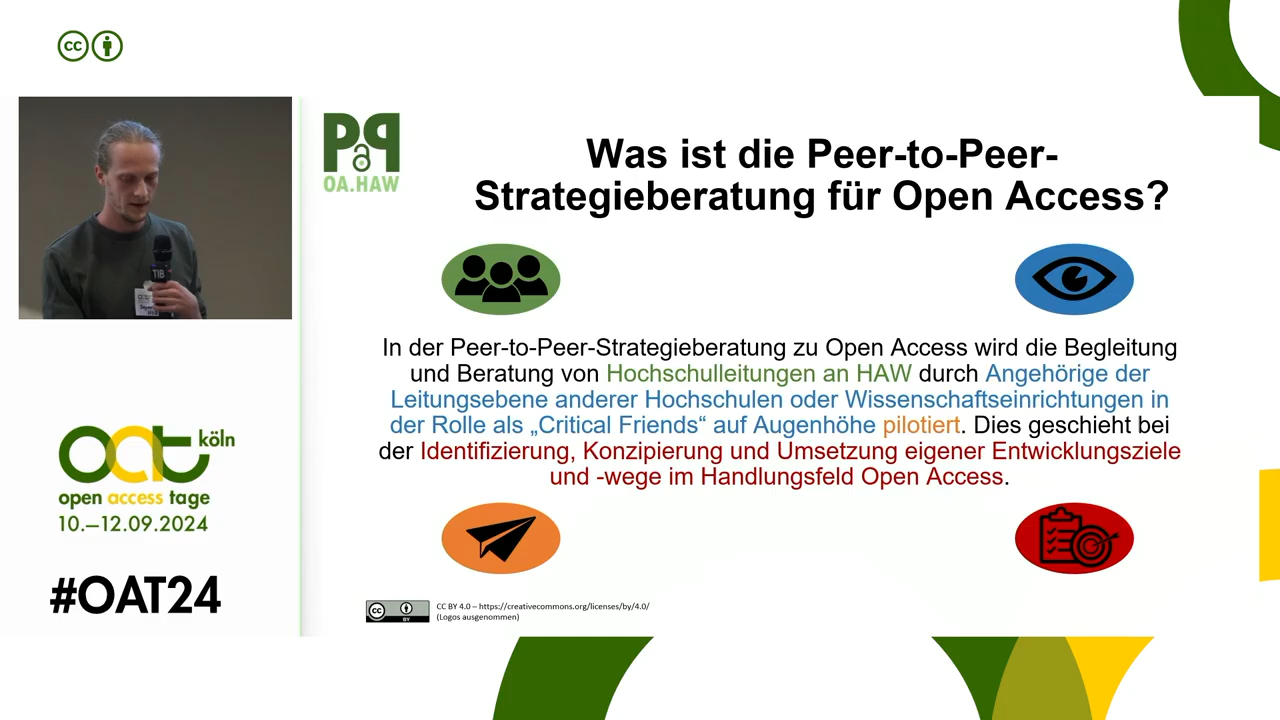 cc
TIB
PP
OA.HAW
Was ist die Peer-to-Peer-
Strategieberatung für Open Access?
In der Peer-to-Peer-Strategieberatung zu Open Access wird die Begleitung
und Beratung von Hochschulleitungen an HAW durch Angehörige der
Leitungsebene anderer Hochschulen oder Wissenschaftseinrichtungen in
der Rolle als „Critical Friends“ auf Augenhöhe pilotiert. Dies geschieht bei
der Identifizierung, Konzipierung und Umsetzung eigener Entwicklungsziele
und -wege im Handlungsfeld Open Access.
oat köln
open access tage
10.–12.09.2024
#OAT24
cc
BY
CC BY 4.0 – https://creativecommons.org/licenses/by/4.0/
(Logos ausgenommen)